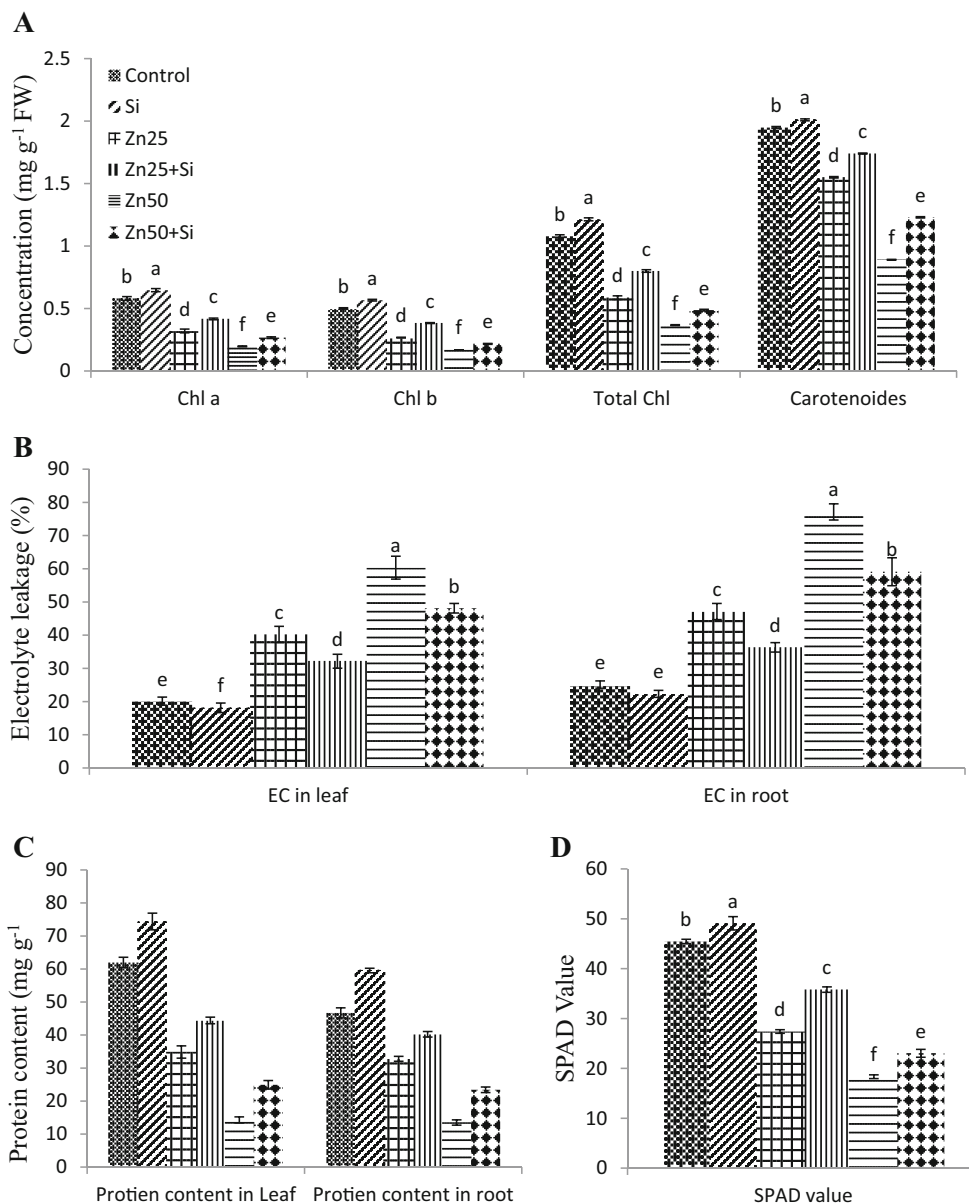 A
Concentration (mg g⁻¹ FW)
2.5
2
1.5
1
0.5
0
Control
Si
Zn25
Zn25+Si
Zn50
Zn50+Si
b a d c f e
b a d c f e
b a d c f e
b a d c f e
Chl a Chl b Total Chl Carotenoides
B
Electrolyte leakage (%)
90
80
70
60
50
40
30
20
10
0
e f c d a b
e e c d a b
EC in leaf EC in root
C
Protein content (mg g⁻¹)
90
80
70
60
50
40
30
20
10
0
Protien content in Leaf Protien content in root
D
SPAD Value
60
50
40
30
20
10
0
b a d c f e
SPAD value